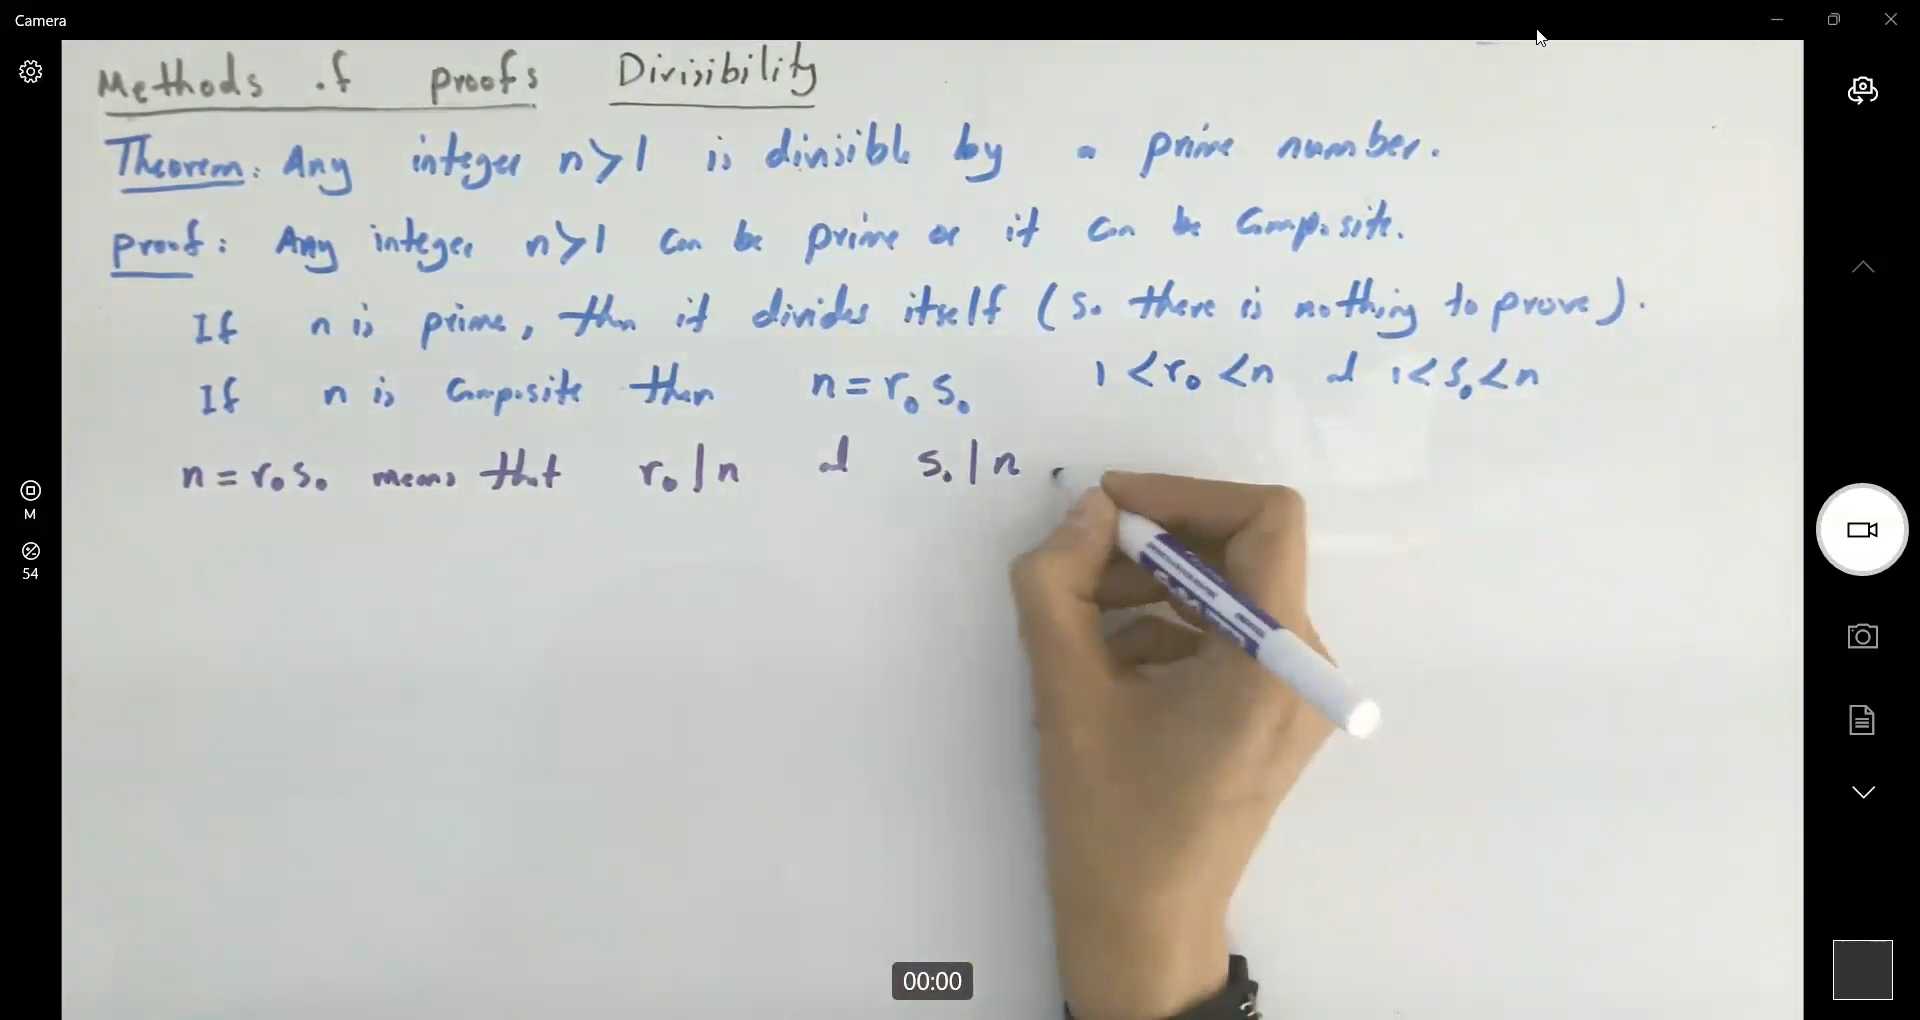 Camera
Methods of proofs Divisibility
Theorem: Any integer n>1 is divisible by a prime number.
proof: Any integer n>1 can be prime or it can be Composite.
If n is prime, then it divides itself (so there is nothing to prove).
If n is Composite then n=r₀s₀ 1<r₀<n and 1<s₀<n
n=r₀s₀ means that r₀|n and s₀|n
M
54
00:00